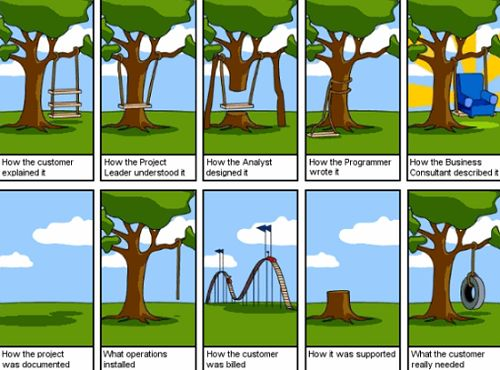 How the customer
explained it
How the Project
Leader understood it
How the Analyst
designed it
How the Programmer
wrote it
How the Business
Consultant described it
How the project
was documented
What operations
installed
How the customer
was billed
How it was supported
What the customer
really needed